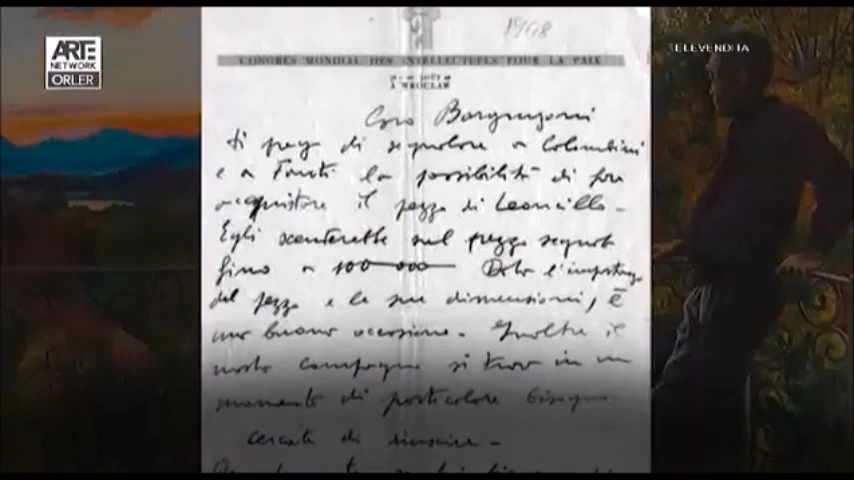 ARTE
NETWORK
ORLER
TELEVENDITA
1948
CONGRÈS MONDIAL DES INTELLECTUELS POUR LA PAIX
AOÛT
A WROCLAW
Caro
ti prego di segnalare a Colombini
e a la possibilità di far
acquistare il pezzo di Leoncillo -
Egli scenderebbe sul prezzo segnato
fino a 100 000 Data l'importanza
del pezzo e le sue dimensioni, è
una buona occasione - Inoltre il
nostro compagno si trova in un
momento di particolare bisogno
cercate di riuscire -